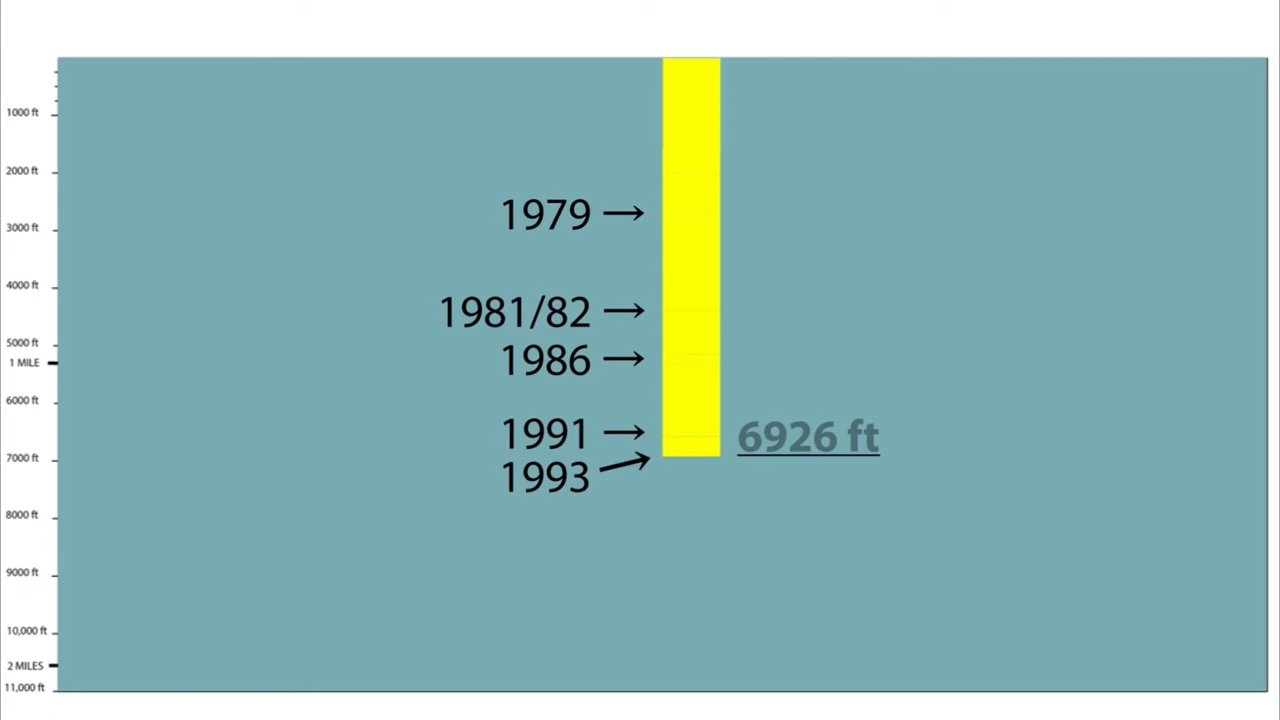 1000 ft
2000 ft
1979 →
3000 ft
4000 ft
1981/82 →
5000 ft
1 MILE
1986 →
6000 ft
1991 →
6926 ft
7000 ft
1993 →
8000 ft
9000 ft
10,000 ft
2 MILES
11,000 ft